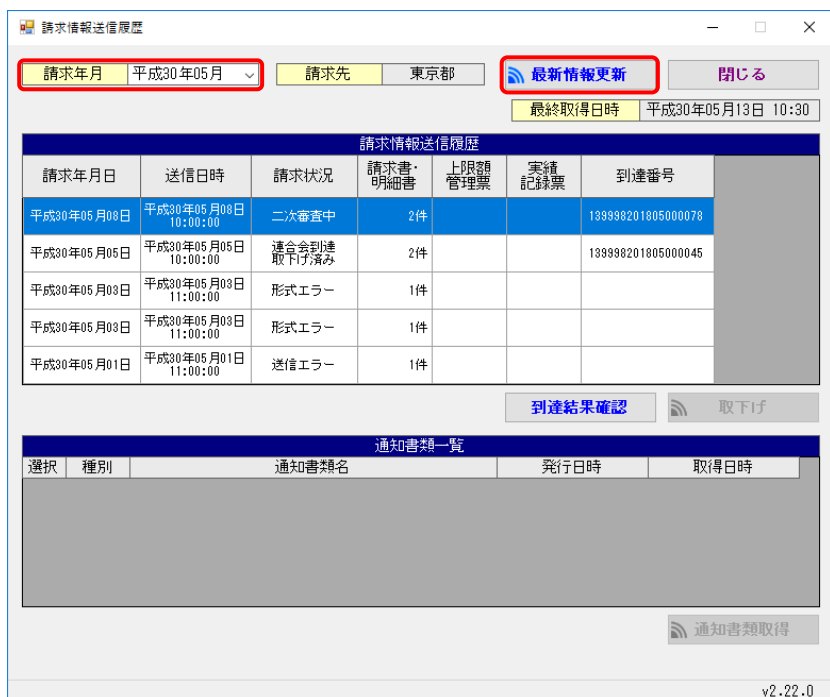 請求情報送信履歴
請求年月 平成30年05月 請求先 東京都 最新情報更新 閉じる
最終取得日時 平成30年05月13日 10:30
請求情報送信履歴
請求年月日 送信日時 請求状況 請求書・明細書 上限額管理票 実績記録票 到達番号
平成30年05月08日 平成30年05月08日 10:00:00 二次審査中 2件 139998201805000078
平成30年05月05日 平成30年05月05日 10:00:00 連合会到達取下げ済み 2件 139998201805000045
平成30年05月03日 平成30年05月03日 11:00:00 形式エラー 1件
平成30年05月03日 平成30年05月03日 11:00:00 形式エラー 1件
平成30年05月01日 平成30年05月01日 11:00:00 送信エラー 1件
到達結果確認 取下げ
通知書類一覧
選択 種別 通知書類名 発行日時 取得日時
通知書類取得
v2.22.0